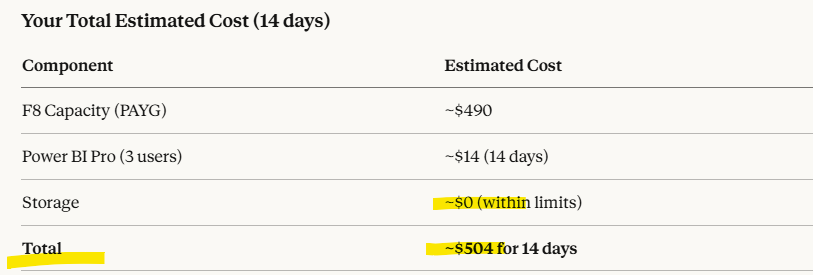 Your Total Estimated Cost (14 days)
Component Estimated Cost
F8 Capacity (PAYG) ~$490
Power BI Pro (3 users) ~$14 (14 days)
Storage ~$0 (within limits)
Total ~$504 for 14 days